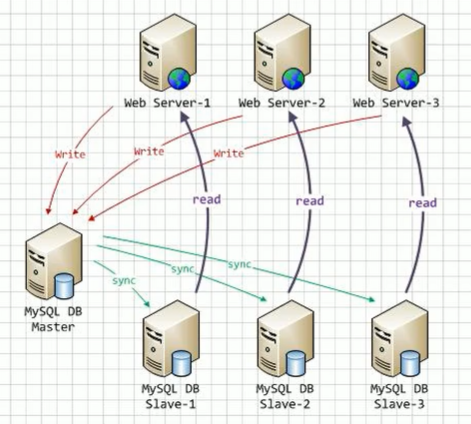 Web Server-1
Web Server-2
Web Server-3
Write
Write
Write
read
read
read
sync
sync
sync
MySQL DB
Master
MySQL DB
Slave-1
MySQL DB
Slave-2
MySQL DB
Slave-3